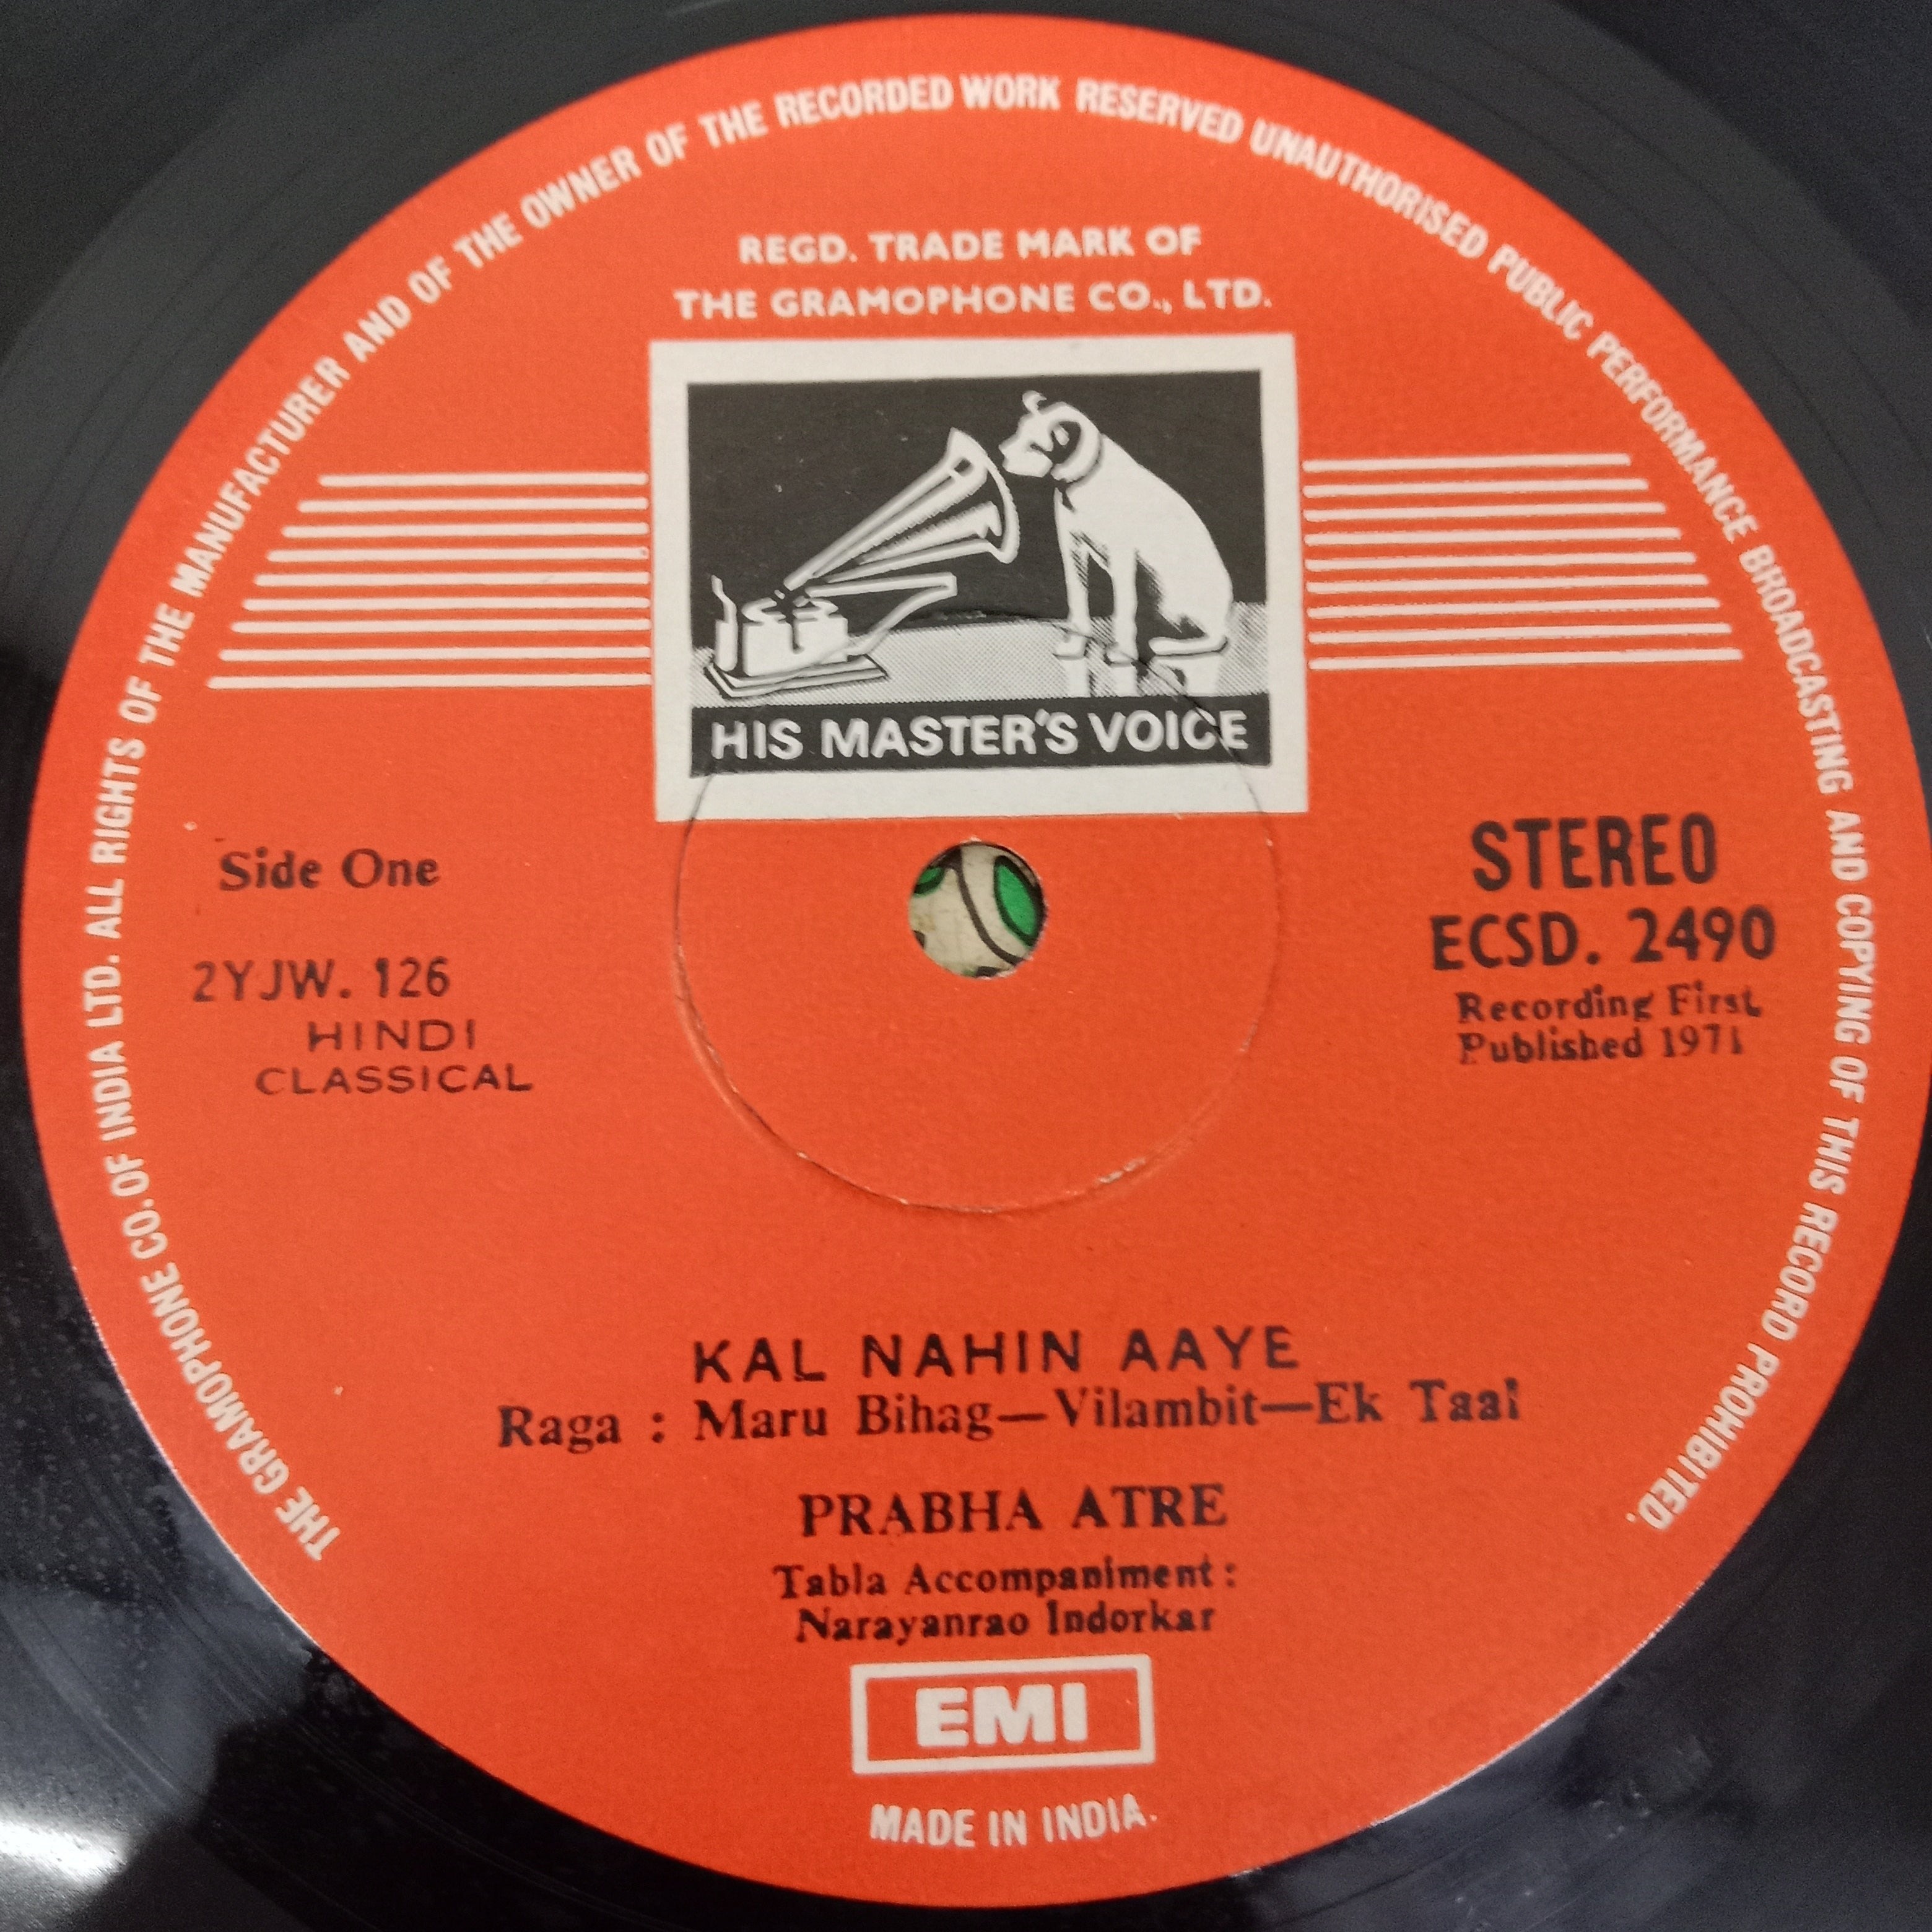 THE GRAMOPHONE CO. OF INDIA LTD. ALL RIGHTS OF THE MANUFACTURER AND OF THE OWNER OF THE RECORDED WORK RESERVED UNAUTHORISED PUBLIC PERFORMANCE BROADCASTING AND COPYING OF THIS RECORD PROHIBITED.
REGD. TRADE MARK OF
THE GRAMOPHONE CO., LTD.
HIS MASTER'S VOICE
Side One
2YJW. 126
HINDI
CLASSICAL
STEREO
ECSD. 2490
Recording First
Published 1971
KAL NAHIN AAYE
Raga : Maru Bihag—Vilambit—Ek Taal
PRABHA ATRE
Tabla Accompaniment :
Narayanrao Indorkar
EMI
MADE IN INDIA.